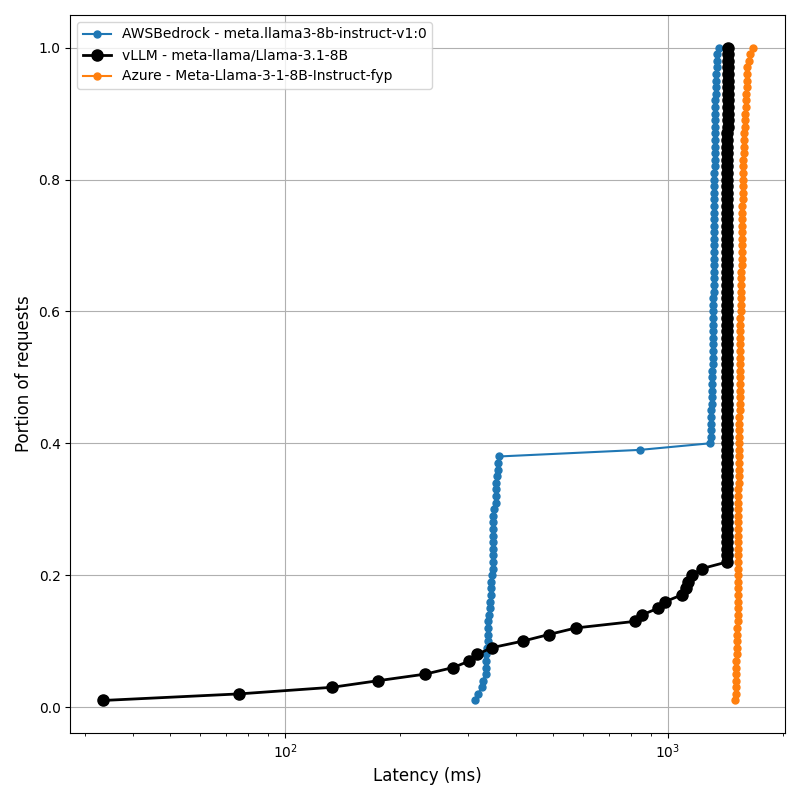 AWSBedrock - meta.llama3-8b-instruct-v1:0
vLLM - meta-llama/Llama-3.1-8B
Azure - Meta-Llama-3-1-8B-Instruct-fyp
1.0
0.8
0.6
0.4
0.2
0.0
Portion of requests
10² 10³
Latency (ms)